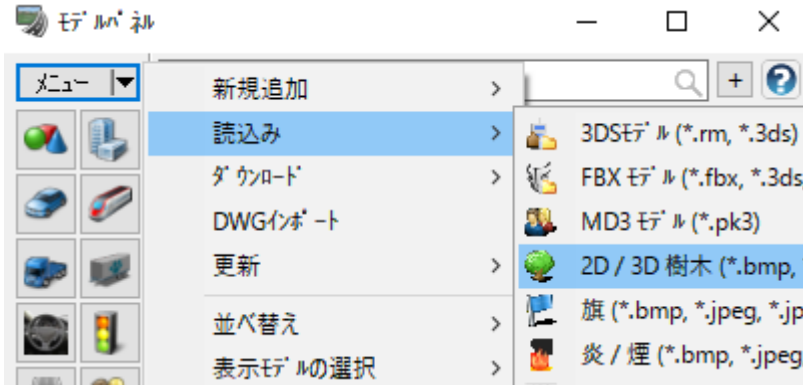 ﾓﾃﾞﾙﾊﾟﾈﾙ
ﾒﾆｭｰ
新規追加
読込み
ﾀﾞｳﾝﾛｰﾄﾞ
DWGｲﾝﾎﾟｰﾄ
更新
並べ替え
表示ﾓﾃﾞﾙの選択
3DSﾓﾃﾞﾙ (*.rm, *.3ds)
FBX ﾓﾃﾞﾙ (*.fbx, *.3ds
MD3 ﾓﾃﾞﾙ (*.pk3)
2D / 3D 樹木 (*.bmp,
旗 (*.bmp, *.jpeg, *.jp
炎 / 煙 (*.bmp, *.jpeg